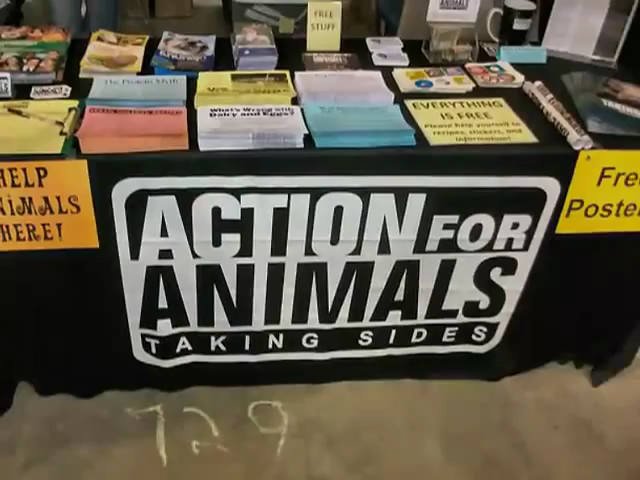 FREE
STUFF
ANIMALS
The Protein Myth
What's Wrong with
Dairy and Eggs?
EVERYTHING
IS FREE
Please help yourself to
recipes, stickers, and
information!
HELP
ANiMALS
HERE!
Free
Poster
ACTION FOR
ANIMALS
TAKING SIDES
729